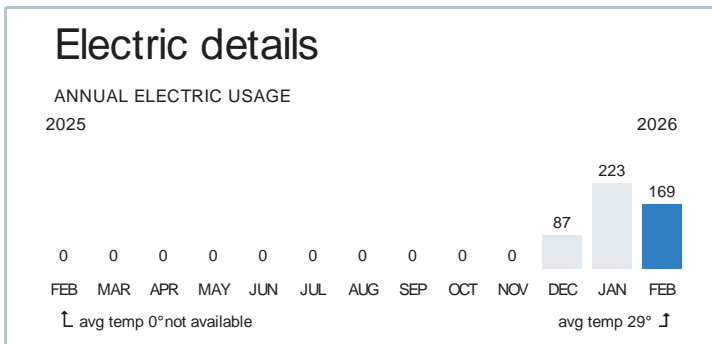 Electric details
ANNUAL ELECTRIC USAGE
2025 2026
223
169
87
0 0 0 0 0 0 0 0 0 0
FEB MAR APR MAY JUN JUL AUG SEP OCT NOV DEC JAN FEB
avg temp 0° not available avg temp 29°